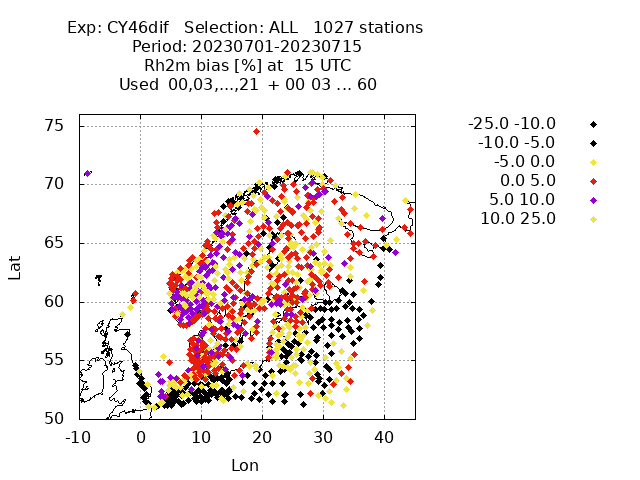 Exp: CY46dif Selection: ALL 1027 stations
Period: 20230701-20230715
Rh2m bias [%] at 15 UTC
Used 00,03,...,21 + 00 03 ... 60
-25.0 -10.0
-10.0 -5.0
-5.0 0.0
0.0 5.0
5.0 10.0
10.0 25.0
75
70
65
60
55
50
Lat
-10 0 10 20 30 40
Lon